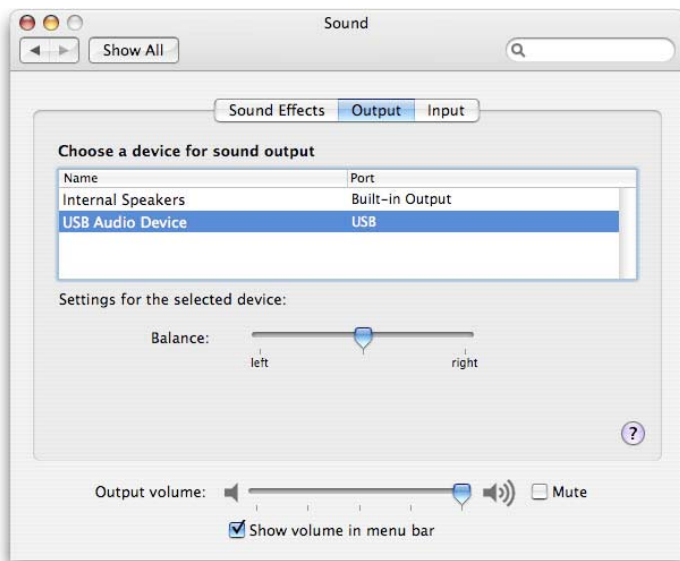 Sound
Show All
Sound Effects Output Input
Choose a device for sound output
Name Port
Internal Speakers Built-in Output
USB Audio Device USB
Settings for the selected device:
Balance:
left right
?
Output volume: Mute
Show volume in menu bar